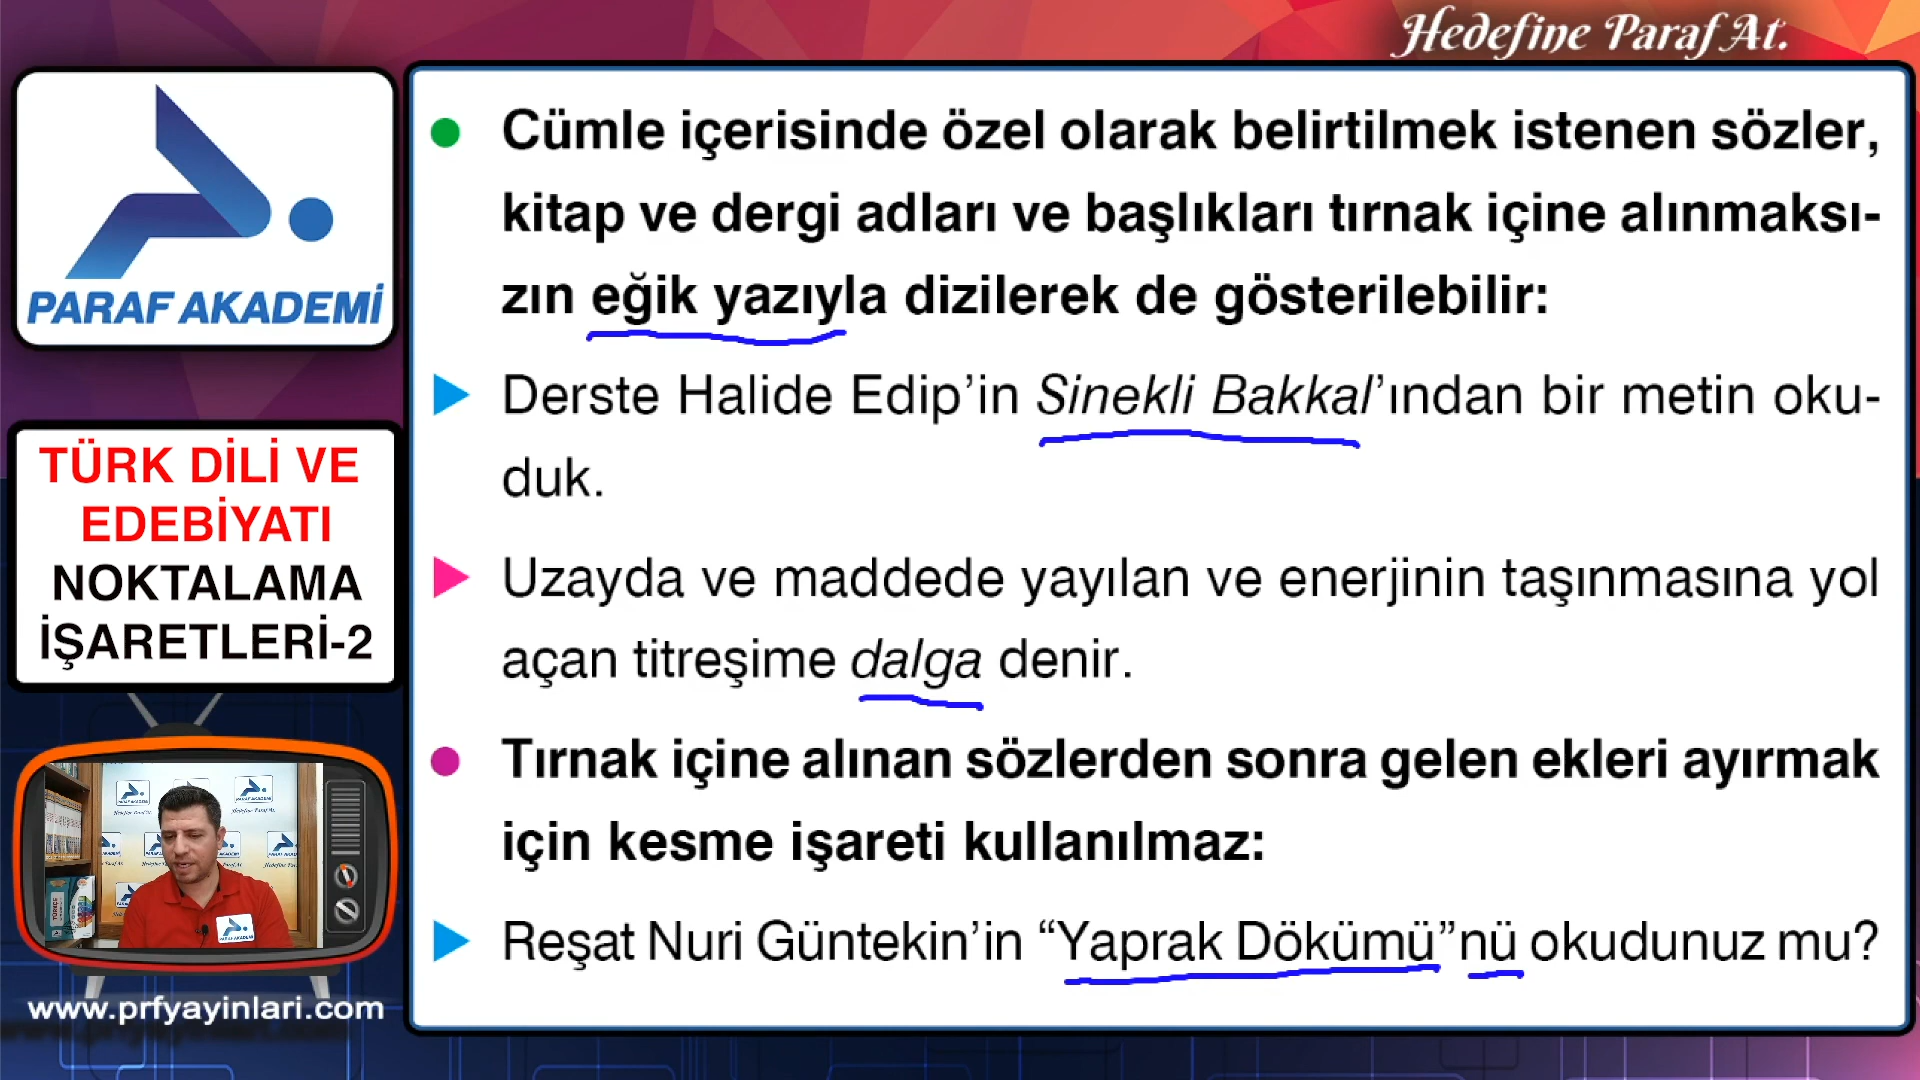 Hedefine Paraf At.
PARAF AKADEMİ
TÜRK DİLİ VE
EDEBİYATI
NOKTALAMA
İŞARETLERİ-2
www.prfyayinlari.com
Cümle içerisinde özel olarak belirtilmek istenen sözler,
kitap ve dergi adları ve başlıkları tırnak içine alınmaksı-
zın eğik yazıyla dizilerek de gösterilebilir:
Derste Halide Edip’in Sinekli Bakkal’ından bir metin oku-
duk.
Uzayda ve maddede yayılan ve enerjinin taşınmasına yol
açan titreşime dalga denir.
Tırnak içine alınan sözlerden sonra gelen ekleri ayırmak
için kesme işareti kullanılmaz:
Reşat Nuri Güntekin’in “Yaprak Dökümü”nü okudunuz mu?